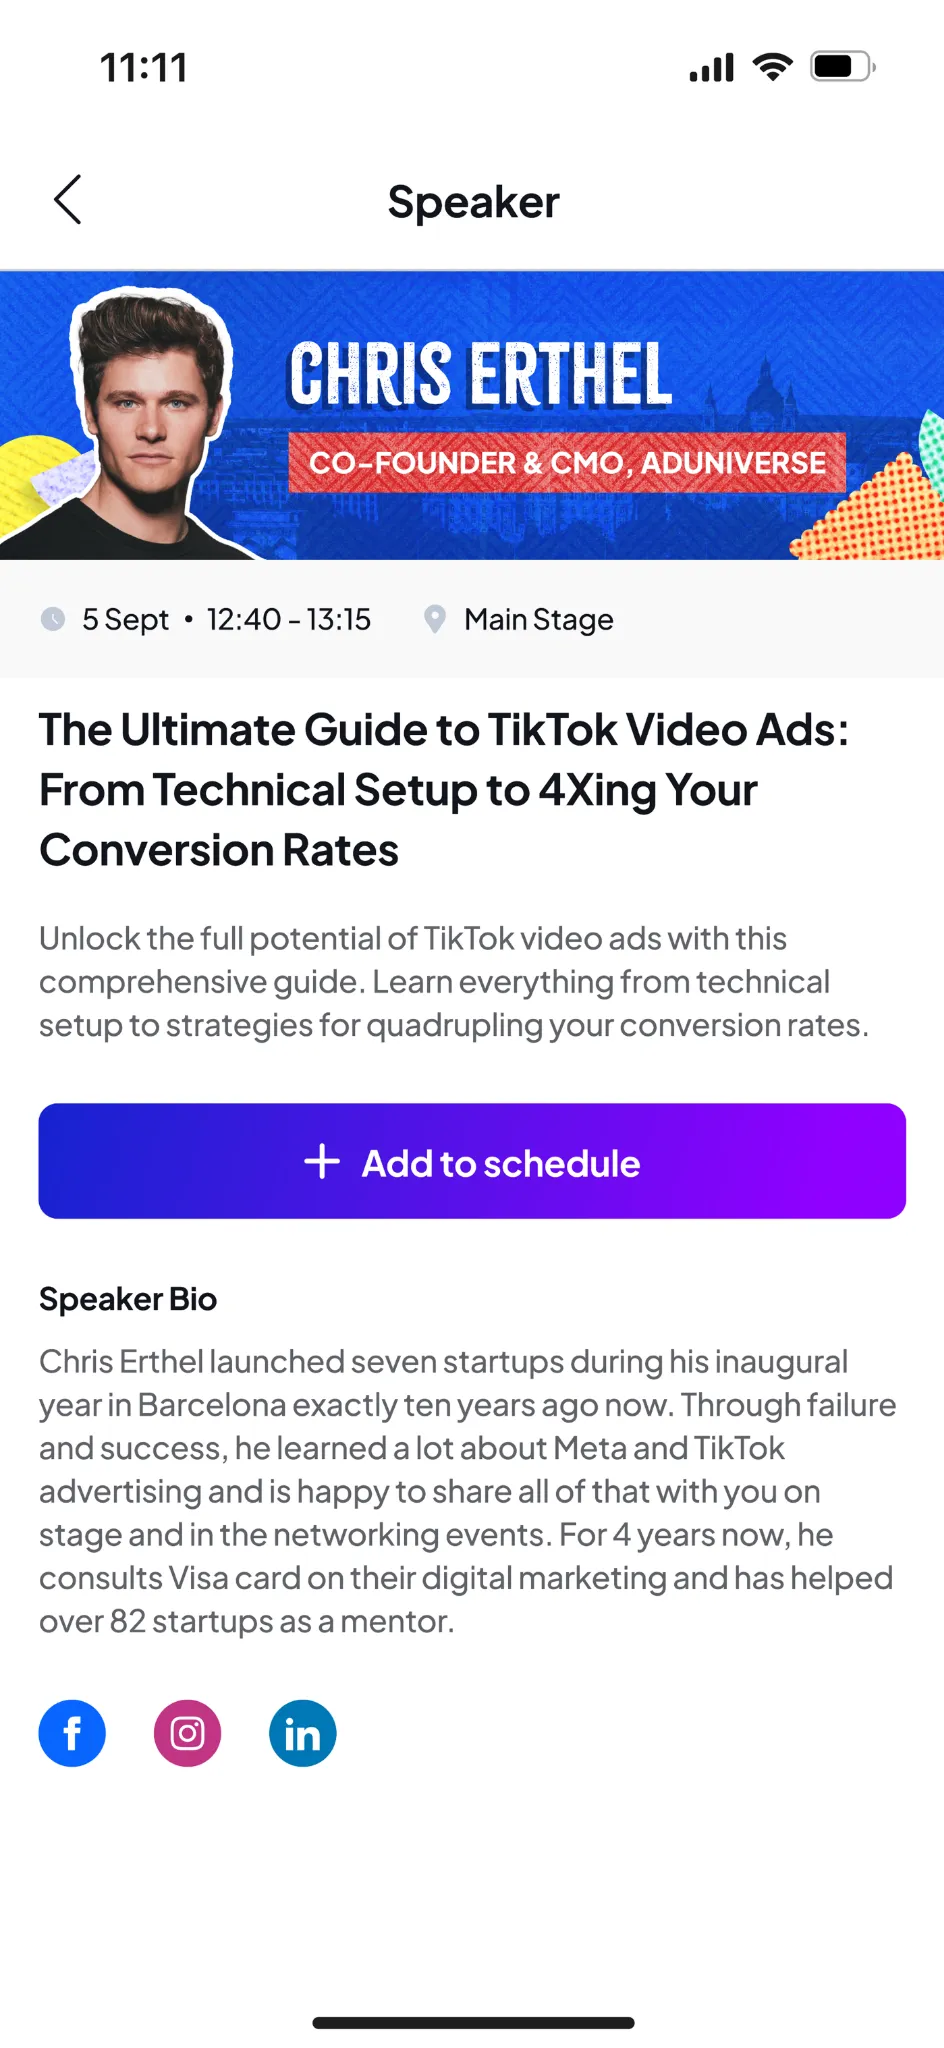 11:11
Speaker
CHRIS ERTHEL
CO-FOUNDER & CMO, ADUNIVERSE
5 Sept • 12:40 - 13:15 Main Stage
The Ultimate Guide to TikTok Video Ads:
From Technical Setup to 4Xing Your
Conversion Rates
Unlock the full potential of TikTok video ads with this
comprehensive guide. Learn everything from technical
setup to strategies for quadrupling your conversion rates.
+ Add to schedule
Speaker Bio
Chris Erthel launched seven startups during his inaugural
year in Barcelona exactly ten years ago now. Through failure
and success, he learned a lot about Meta and TikTok
advertising and is happy to share all of that with you on
stage and in the networking events. For 4 years now, he
consults Visa card on their digital marketing and has helped
over 82 startups as a mentor.
f in